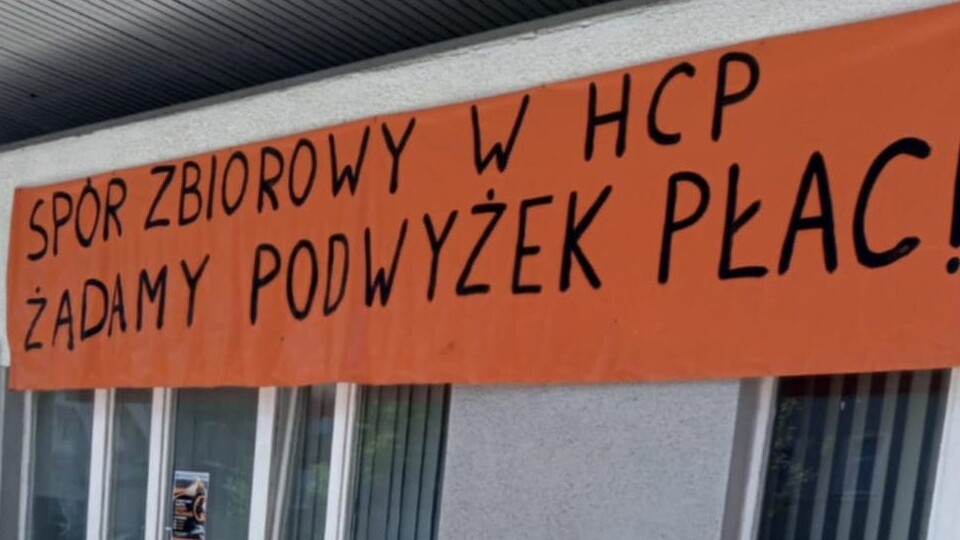 SPÓR ZBIOROWY W HCP
ŻĄDAMY PODWYŻEK PŁAC!